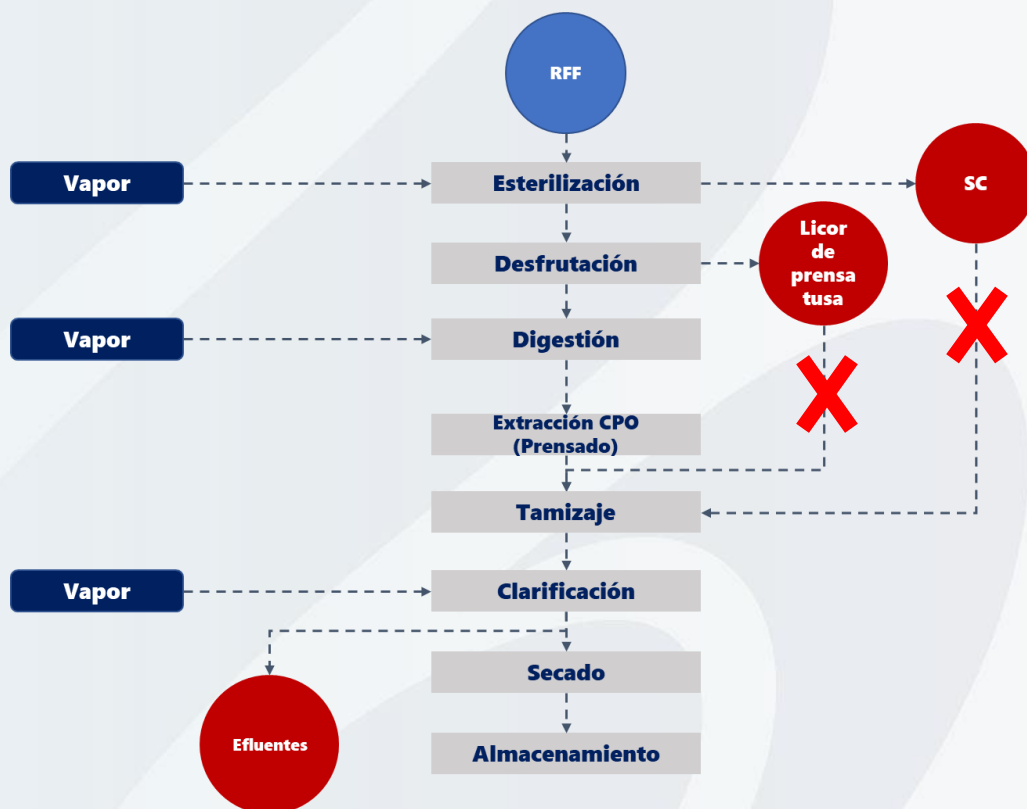 RFF
Vapor
Esterilización
SC
Licor
de
prensa
tusa
Desfrutación
Vapor
Digestión
Extracción CPO
(Prensado)
Tamizaje
Vapor
Clarificación
Secado
Efluentes
Almacenamiento